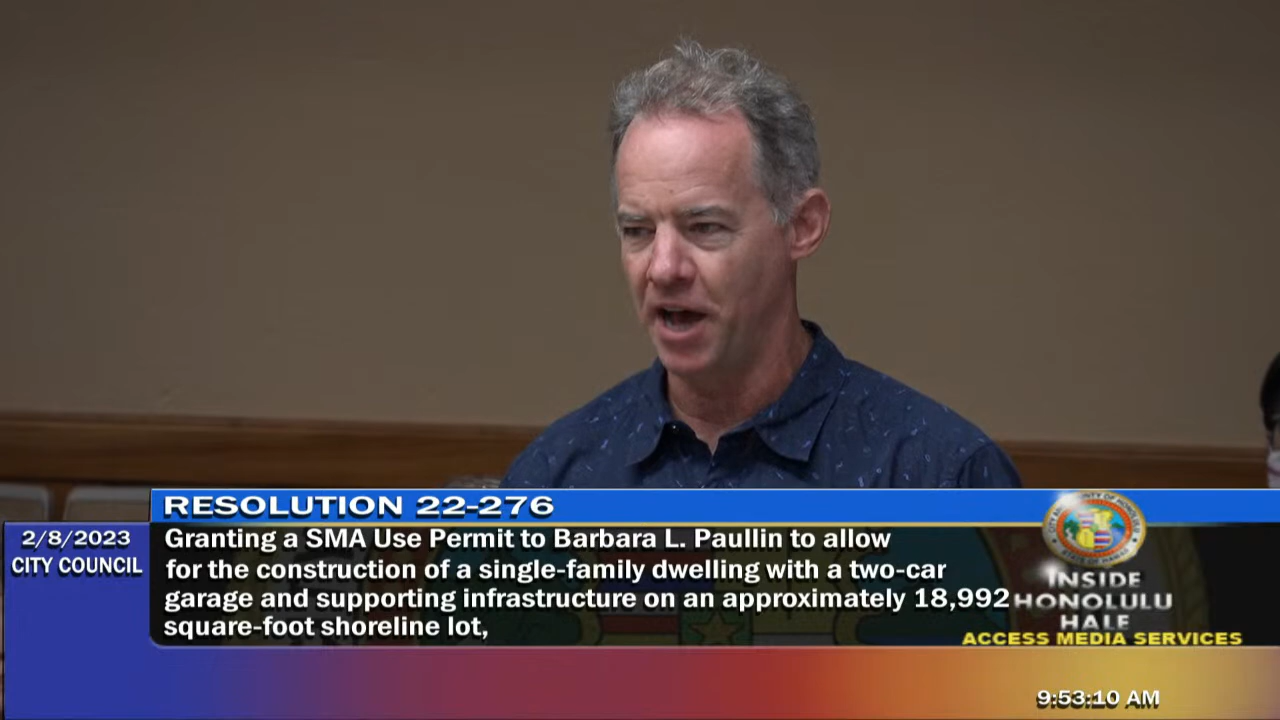 RESOLUTION 22-276
2/8/2023
CITY COUNCIL
Granting a SMA Use Permit to Barbara L. Paullin to allow
for the construction of a single-family dwelling with a two-car
garage and supporting infrastructure on an approximately 18,992
square-foot shoreline lot,
INSIDE
HONOLULU
HALE
ACCESS MEDIA SERVICES
9:53:10 AM